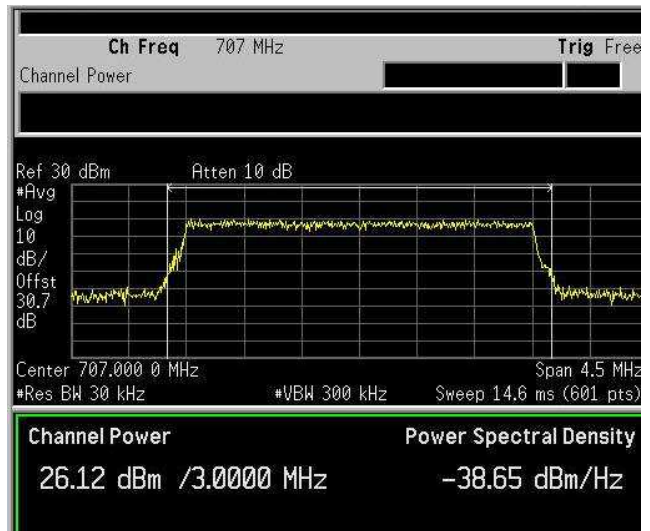 Ch Freq 707 MHz Trig Free
Channel Power
Ref 30 dBm Atten 10 dB
#Avg
Log
10
dB/
Offst
30.7
dB
Center 707.000 0 MHz Span 4.5 MHz
#Res BW 30 kHz #VBW 300 kHz Sweep 14.6 ms (601 pts)
Channel Power Power Spectral Density
26.12 dBm /3.0000 MHz -38.65 dBm/Hz